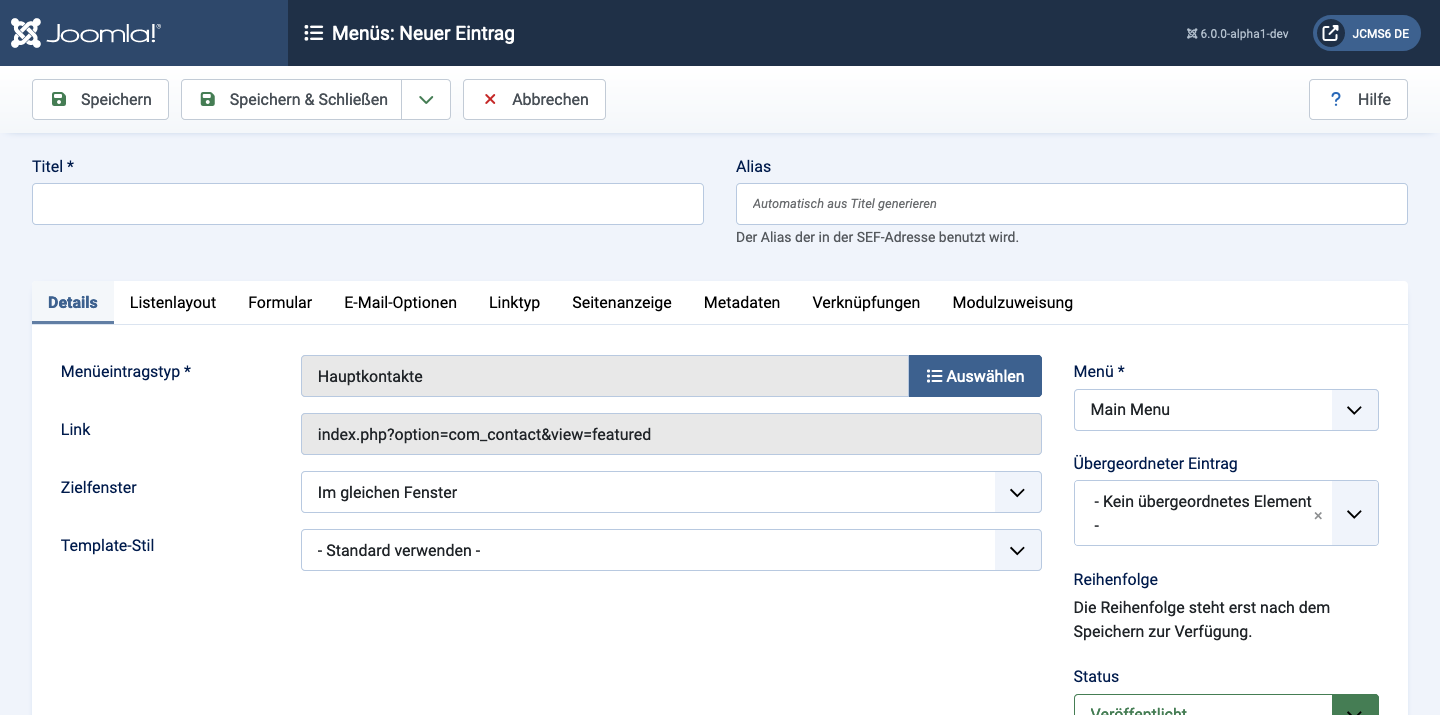 Joomla!®
Menüs: Neuer Eintrag
6.0.0-alpha1-dev
JCMS6 DE
Speichern
Speichern & Schließen
Abbrechen
? Hilfe
Titel *
Alias
Automatisch aus Titel generieren
Der Alias der in der SEF-Adresse benutzt wird.
Details Listenlayout Formular E-Mail-Optionen Linktyp Seitenanzeige Metadaten Verknüpfungen Modulzuweisung
Menüeintragstyp *
Hauptkontakte
Auswählen
Link
index.php?option=com_contact&view=featured
Zielfenster
Im gleichen Fenster
Template-Stil
- Standard verwenden -
Menü *
Main Menu
Übergeordneter Eintrag
- Kein übergeordnetes Element
-
Reihenfolge
Die Reihenfolge steht erst nach dem
Speichern zur Verfügung.
Status
Veröffentlicht